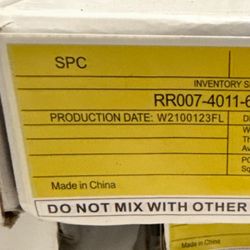 SPC
INVENTORY
RR007-4011-6
PRODUCTION DATE: W2100123FL
Made in China
DO NOT MIX WITH OTHER